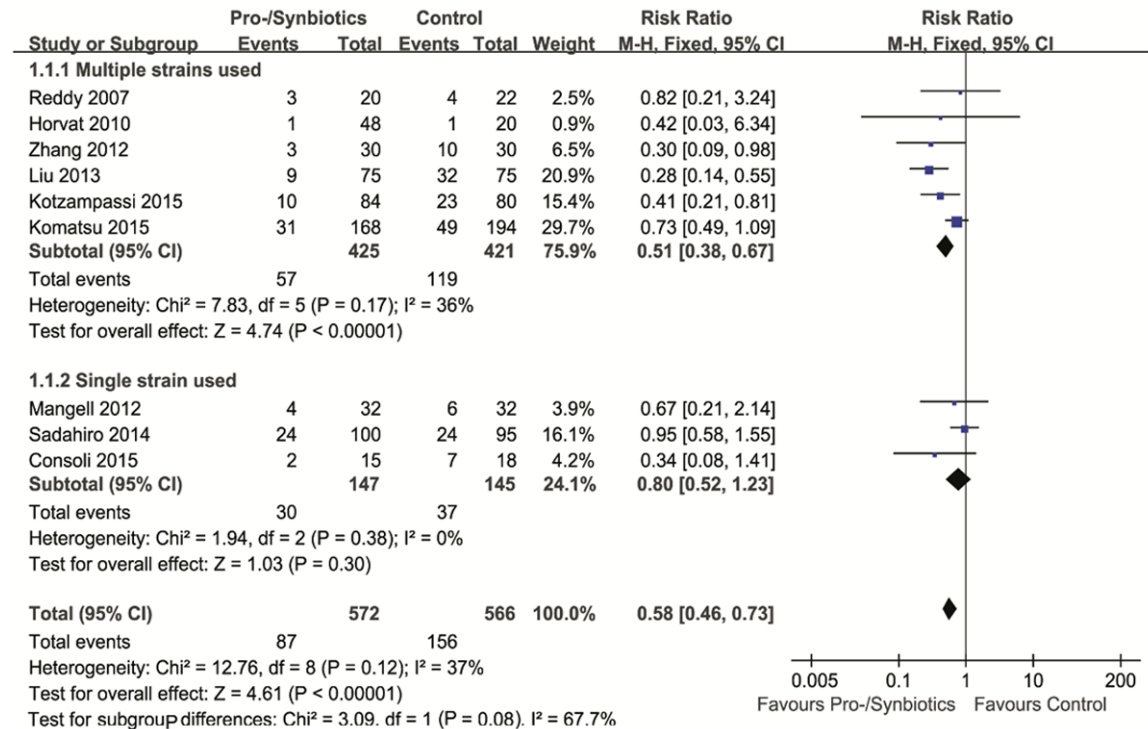 Pro-/Synbiotics Control Risk Ratio Risk Ratio
Study or Subgroup Events Total Events Total Weight M-H, Fixed, 95% CI M-H, Fixed, 95% CI
1.1.1 Multiple strains used
Reddy 2007 3 20 4 22 2.5% 0.82 [0.21, 3.24]
Horvat 2010 1 48 1 20 0.9% 0.42 [0.03, 6.34]
Zhang 2012 3 30 10 30 6.5% 0.30 [0.09, 0.98]
Liu 2013 9 75 32 75 20.9% 0.28 [0.14, 0.55]
Kotzampassi 2015 10 84 23 80 15.4% 0.41 [0.21, 0.81]
Komatsu 2015 31 168 49 194 29.7% 0.73 [0.49, 1.09]
Subtotal (95% CI) 425 421 75.9% 0.51 [0.38, 0.67]
Total events 57 119
Heterogeneity: Chi² = 7.83, df = 5 (P = 0.17); I² = 36%
Test for overall effect: Z = 4.74 (P < 0.00001)
1.1.2 Single strain used
Mangell 2012 4 32 6 32 3.9% 0.67 [0.21, 2.14]
Sadahiro 2014 24 100 24 95 16.1% 0.95 [0.58, 1.55]
Consoli 2015 2 15 7 18 4.2% 0.34 [0.08, 1.41]
Subtotal (95% CI) 147 145 24.1% 0.80 [0.52, 1.23]
Total events 30 37
Heterogeneity: Chi² = 1.94, df = 2 (P = 0.38); I² = 0%
Test for overall effect: Z = 1.03 (P = 0.30)
Total (95% CI) 572 566 100.0% 0.58 [0.46, 0.73]
Total events 87 156
Heterogeneity: Chi² = 12.76, df = 8 (P = 0.12); I² = 37%
Test for overall effect: Z = 4.61 (P < 0.00001)
Test for subgroup differences: Chi² = 3.09. df = 1 (P = 0.08). I² = 67.7%
0.005 0.1 1 10 200
Favours Pro-/Synbiotics Favours Control